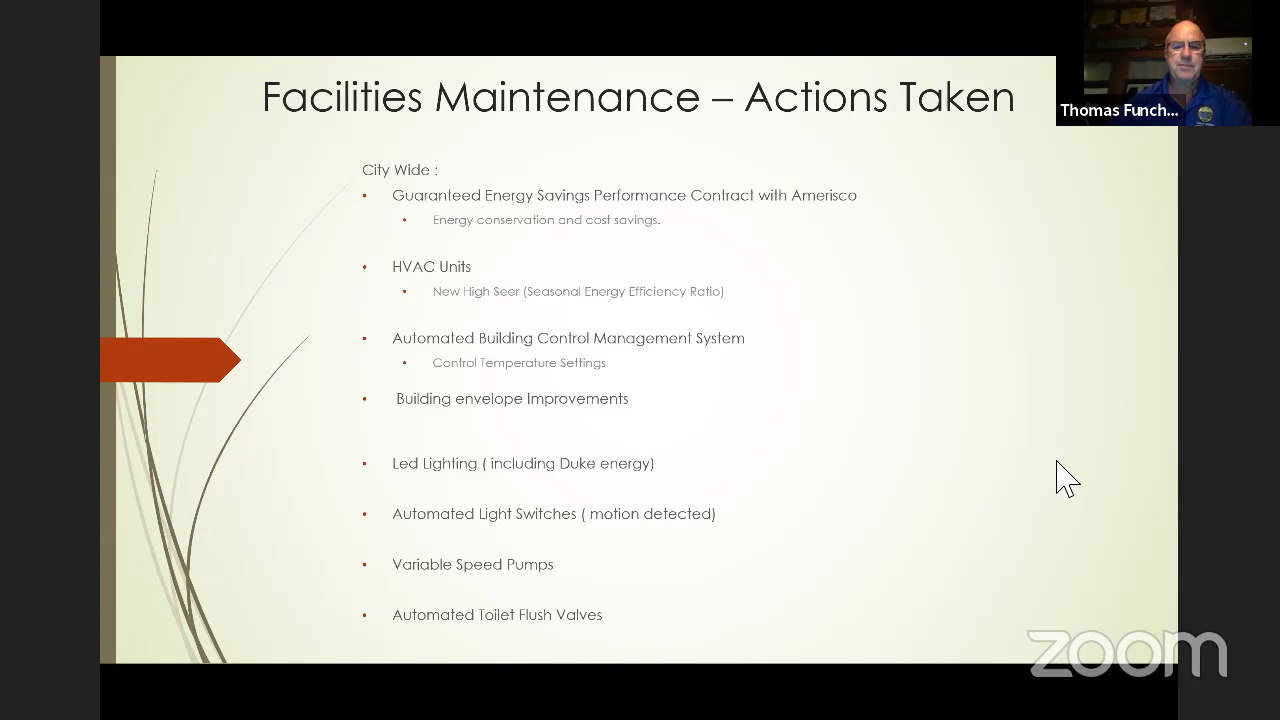 Facilities Maintenance – Actions Taken
Thomas Funch...
City Wide :
• Guaranteed Energy Savings Performance Contract with Amerisco
• Energy conservation and cost savings.
• HVAC Units
• New High Seer (Seasonal Energy Efficiency Ratio)
• Automated Building Control Management System
• Control Temperature Settings
• Building envelope Improvements
• Led Lighting ( including Duke energy)
• Automated Light Switches ( motion detected)
• Variable Speed Pumps
• Automated Toilet Flush Valves
zoom